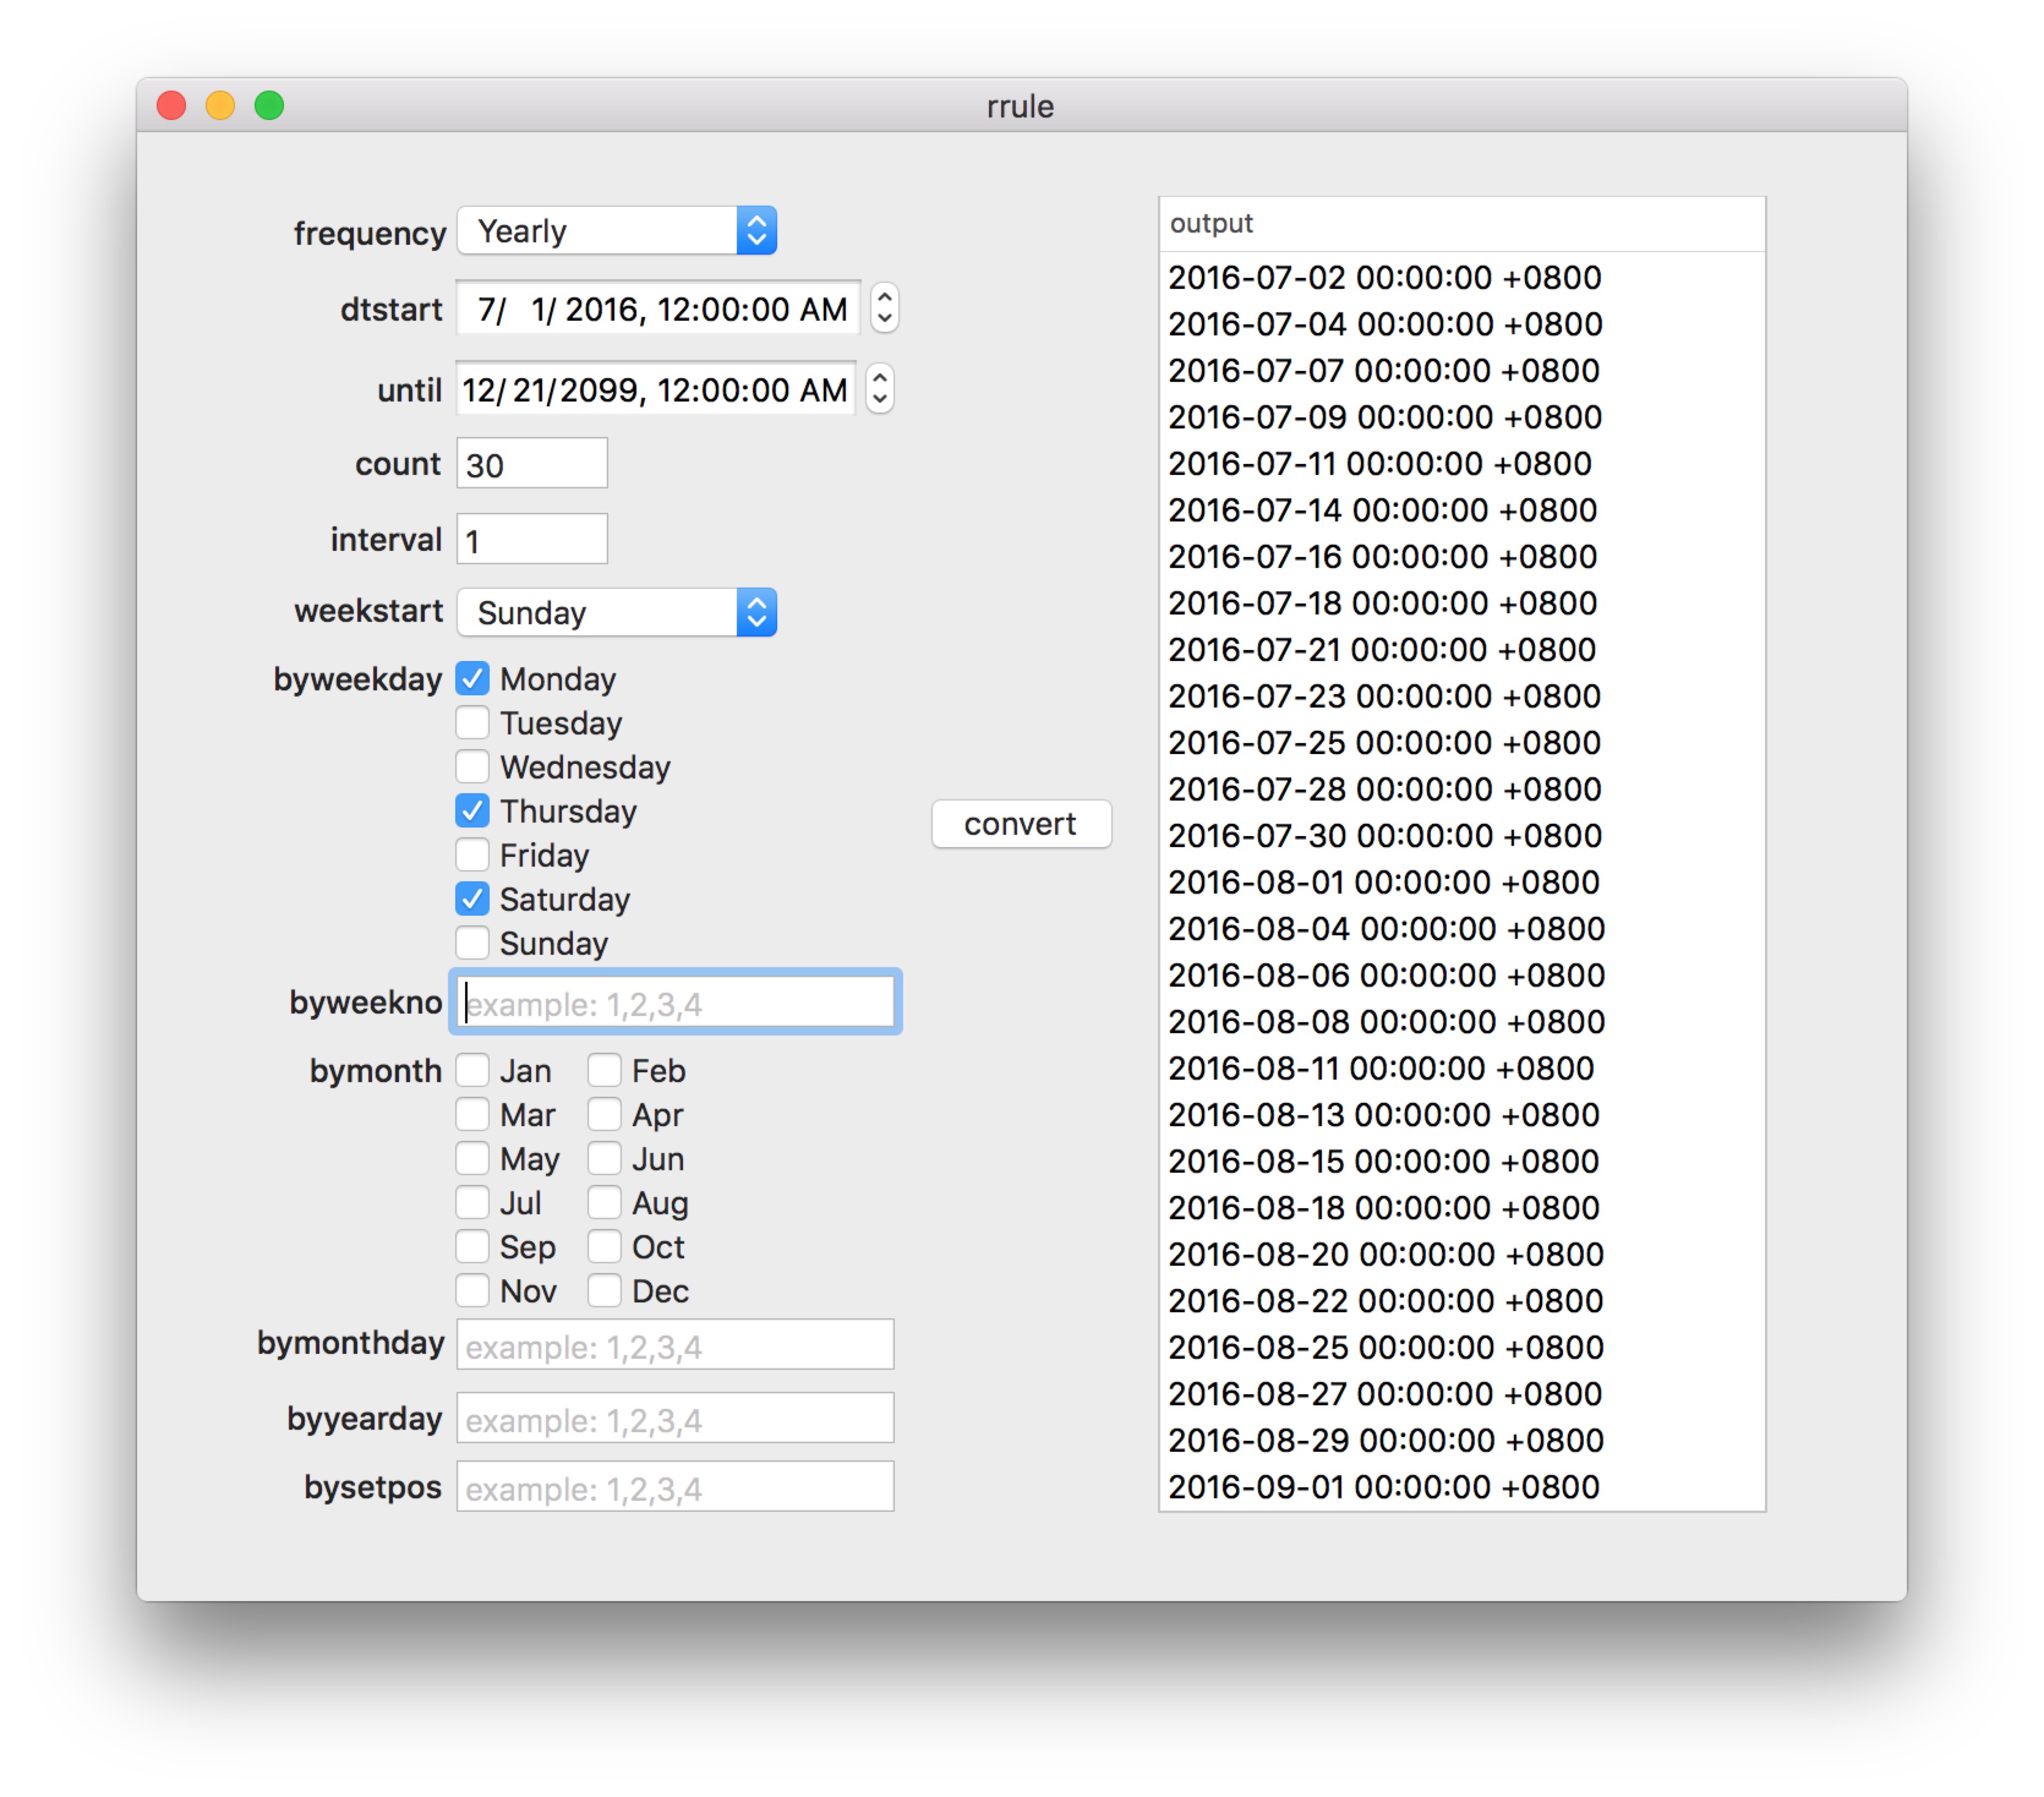 rrule
frequency Yearly
dtstart 7/ 1/ 2016, 12:00:00 AM
until 12/ 21/ 2099, 12:00:00 AM
count 30
interval 1
weekstart Sunday
byweekday Monday
Tuesday
Wednesday
Thursday
Friday
Saturday
Sunday
byweekno example: 1,2,3,4
bymonth Jan Feb
Mar Apr
May Jun
Jul Aug
Sep Oct
Nov Dec
bymonthday example: 1,2,3,4
byyearday example: 1,2,3,4
bysetpos example: 1,2,3,4
convert
output
2016-07-02 00:00:00 +0800
2016-07-04 00:00:00 +0800
2016-07-07 00:00:00 +0800
2016-07-09 00:00:00 +0800
2016-07-11 00:00:00 +0800
2016-07-14 00:00:00 +0800
2016-07-16 00:00:00 +0800
2016-07-18 00:00:00 +0800
2016-07-21 00:00:00 +0800
2016-07-23 00:00:00 +0800
2016-07-25 00:00:00 +0800
2016-07-28 00:00:00 +0800
2016-07-30 00:00:00 +0800
2016-08-01 00:00:00 +0800
2016-08-04 00:00:00 +0800
2016-08-06 00:00:00 +0800
2016-08-08 00:00:00 +0800
2016-08-11 00:00:00 +0800
2016-08-13 00:00:00 +0800
2016-08-15 00:00:00 +0800
2016-08-18 00:00:00 +0800
2016-08-20 00:00:00 +0800
2016-08-22 00:00:00 +0800
2016-08-25 00:00:00 +0800
2016-08-27 00:00:00 +0800
2016-08-29 00:00:00 +0800
2016-09-01 00:00:00 +0800